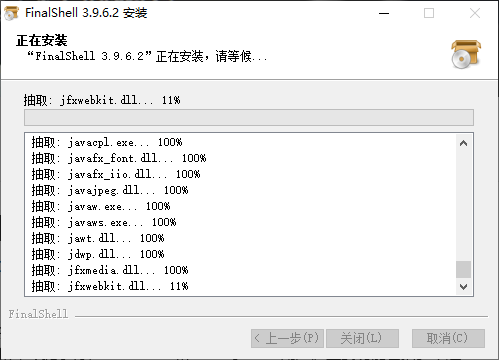 FinalShell 3.9.6.2 安装
正在安装
“FinalShell 3.9.6.2”正在安装，请等候...
抽取: jfxwebkit.dll... 11%
抽取: javacpl.exe... 100%
抽取: javafx_font.dll... 100%
抽取: javafx_iio.dll... 100%
抽取: javajpeg.dll... 100%
抽取: javaw.exe... 100%
抽取: javaws.exe... 100%
抽取: jawt.dll... 100%
抽取: jdwp.dll... 100%
抽取: jfxmedia.dll... 100%
抽取: jfxwebkit.dll... 11%
FinalShell
< 上一步(P)
关闭(L)
取消(C)